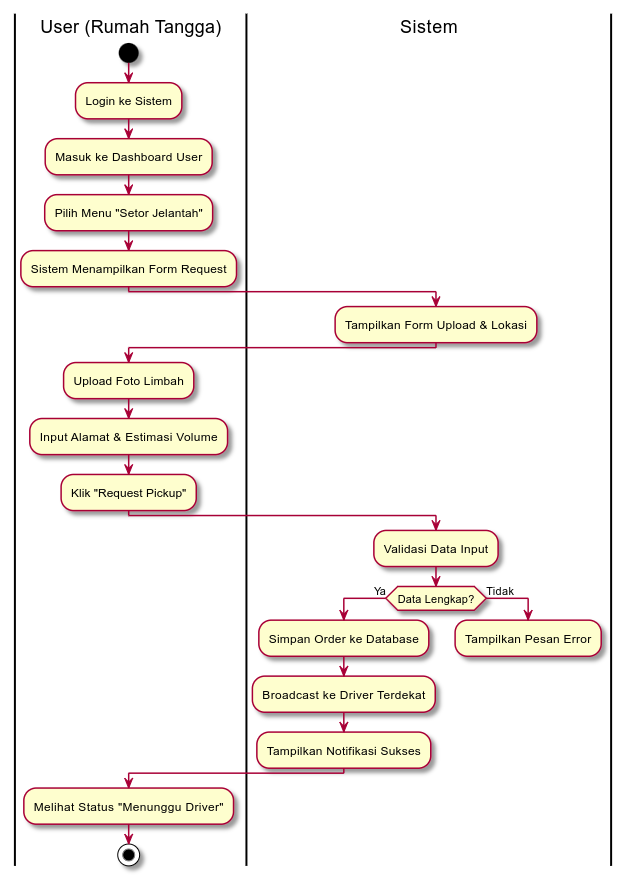 User (Rumah Tangga)
Sistem
Login ke Sistem
Masuk ke Dashboard User
Pilih Menu "Setor Jelantah"
Sistem Menampilkan Form Request
Tampilkan Form Upload & Lokasi
Upload Foto Limbah
Input Alamat & Estimasi Volume
Klik "Request Pickup"
Validasi Data Input
Ya
Data Lengkap?
Tidak
Simpan Order ke Database
Tampilkan Pesan Error
Broadcast ke Driver Terdekat
Tampilkan Notifikasi Sukses
Melihat Status "Menunggu Driver"